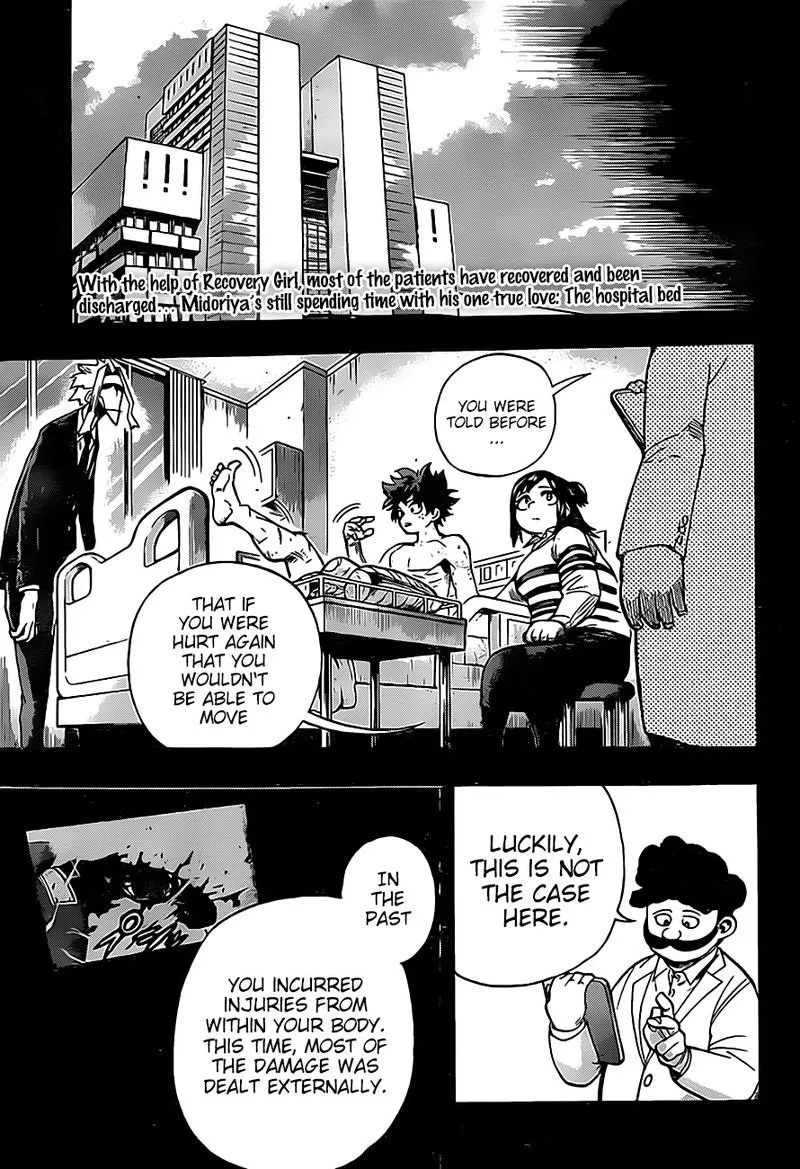 With the help of Recovery Girl, most of the patients have recovered and been
discharged... Midoriya's still spending time with his one true love: The hospital bed
YOU WERE
TOLD BEFORE
...
THAT IF
YOU WERE
HURT AGAIN
THAT YOU
WOULDN'T
BE ABLE TO
MOVE
LUCKILY,
THIS IS NOT
THE CASE
HERE.
IN
THE
PAST
YOU INCURRED
INJURIES FROM
WITHIN YOUR BODY.
THIS TIME, MOST OF
THE DAMAGE WAS
DEALT EXTERNALLY.